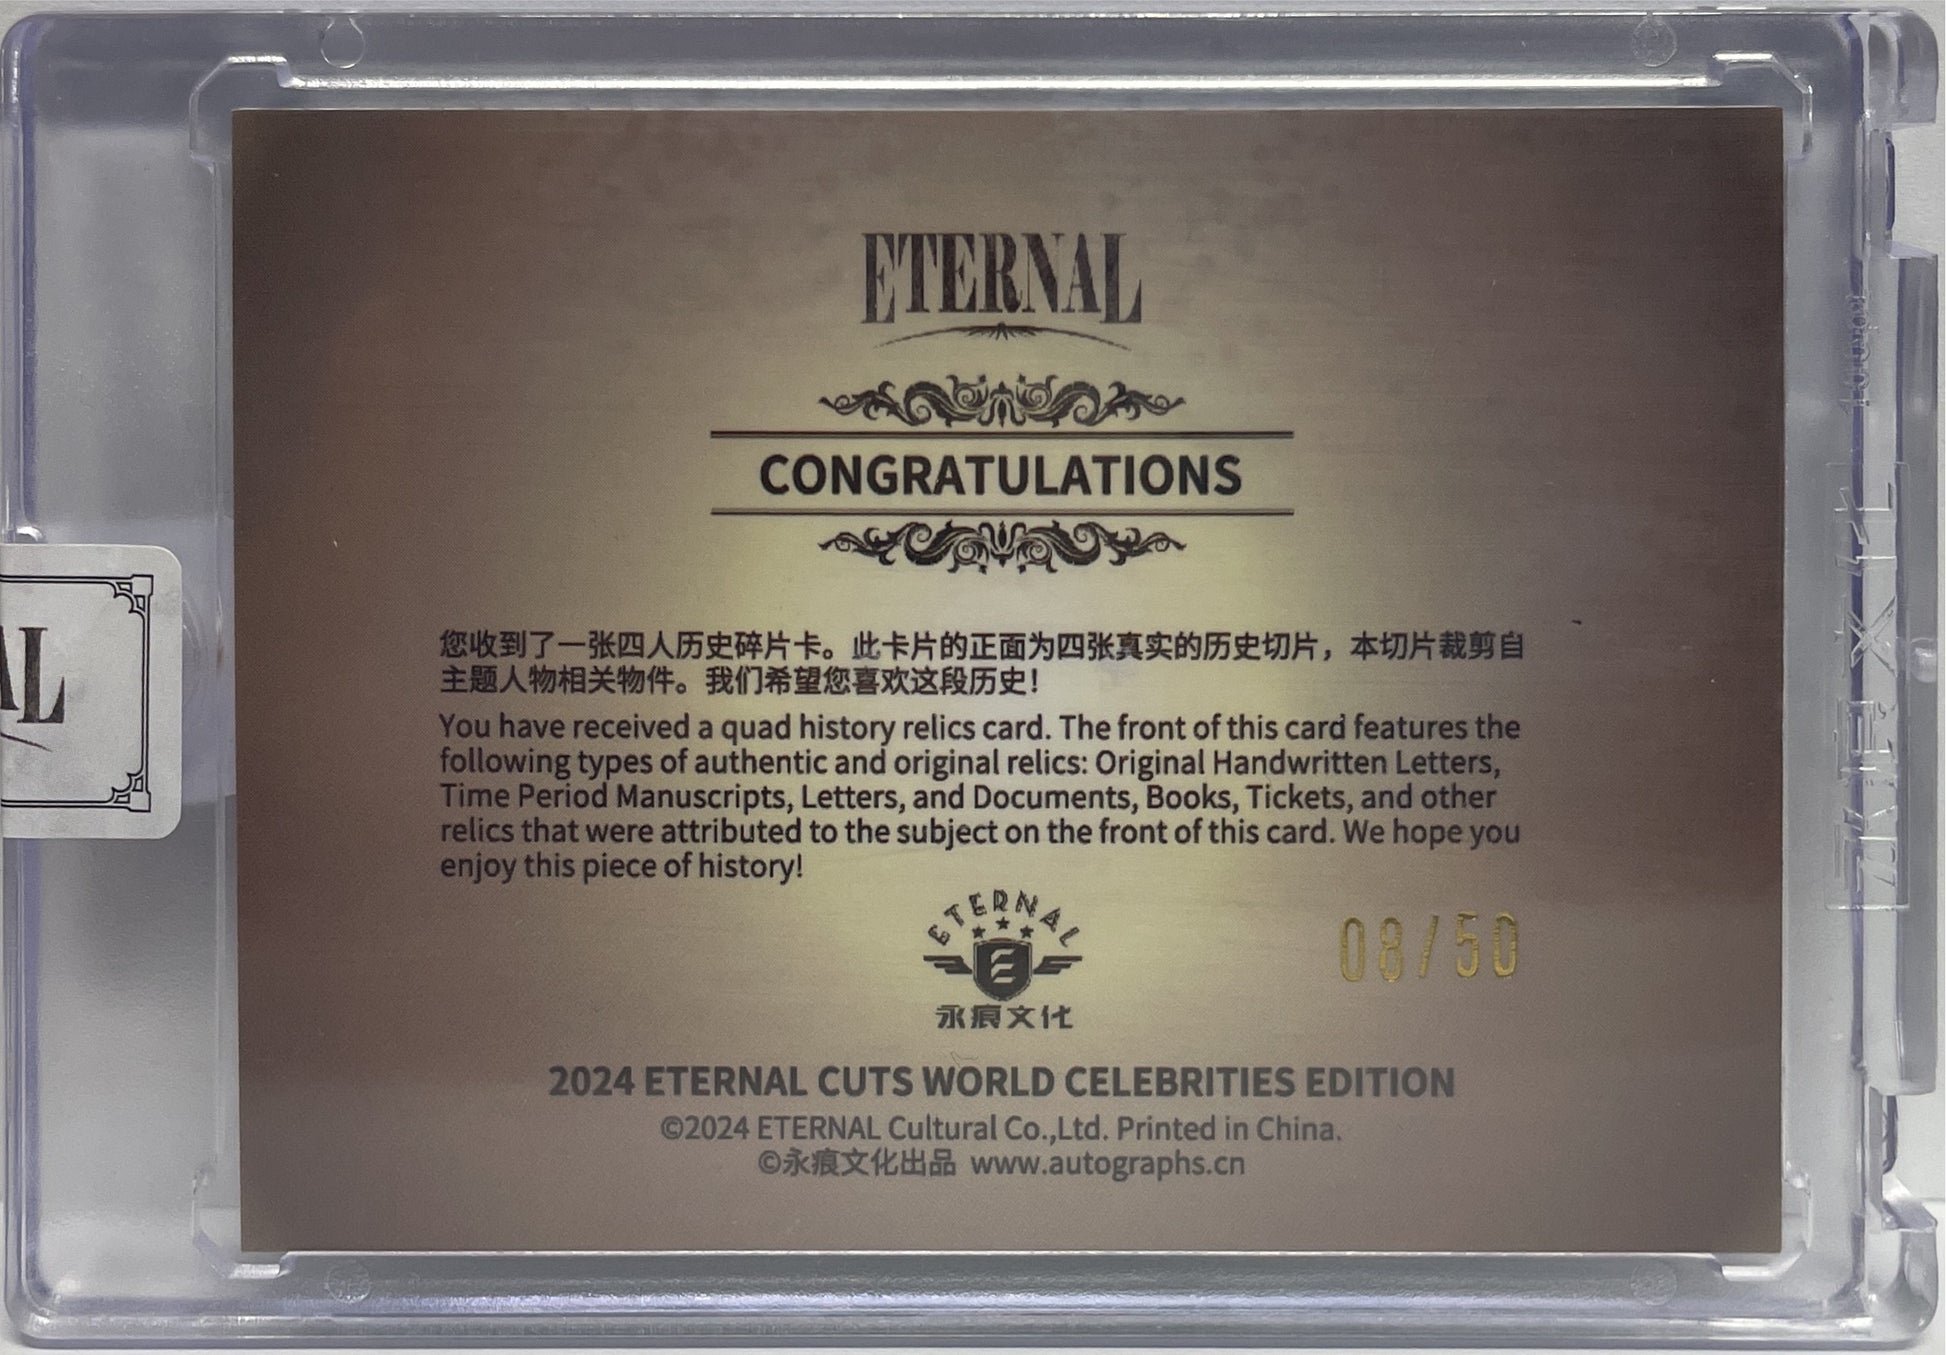 ETERNAL
CONGRATULATIONS
您收到了一张四人历史碎片卡。此卡片的正面为四张真实的历史切片，本切片裁剪自
主题人物相关物件。我们希望您喜欢这段历史！
You have received a quad history relics card. The front of this card features the
following types of authentic and original relics: Original Handwritten Letters,
Time Period Manuscripts, Letters, and Documents, Books, Tickets, and other
relics that were attributed to the subject on the front of this card. We hope you
enjoy this piece of history!
ETERNAL
E
永痕文化
08/50
2024 ETERNAL CUTS WORLD CELEBRITIES EDITION
©2024 ETERNAL Cultural Co.,Ltd. Printed in China.
©永痕文化出品 www.autographs.cn
AL
永痕文化